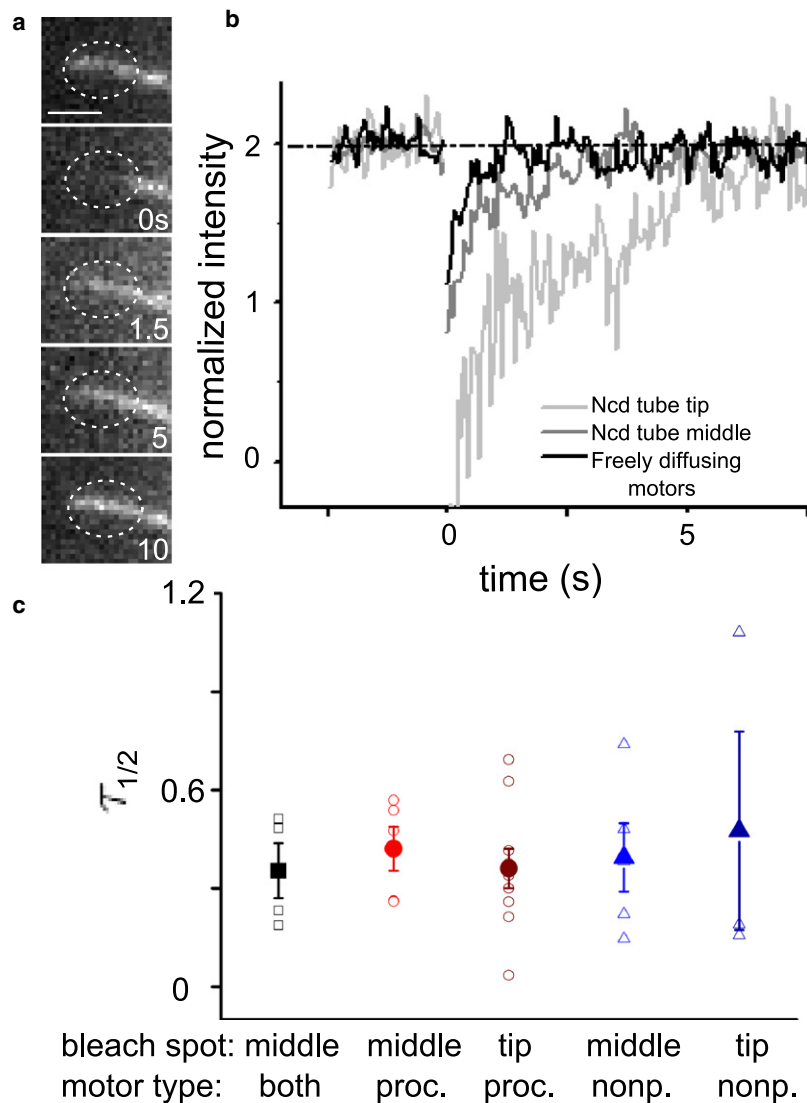 a
0s
1.5
5
10
b
normalized intensity
2
1
0
Ncd tube tip
Ncd tube middle
Freely diffusing
motors
0
5
time (s)
c
1.2
0.6
0
τ1/2
bleach spot: middle middle tip middle tip
motor type: both proc. proc. nonp. nonp.